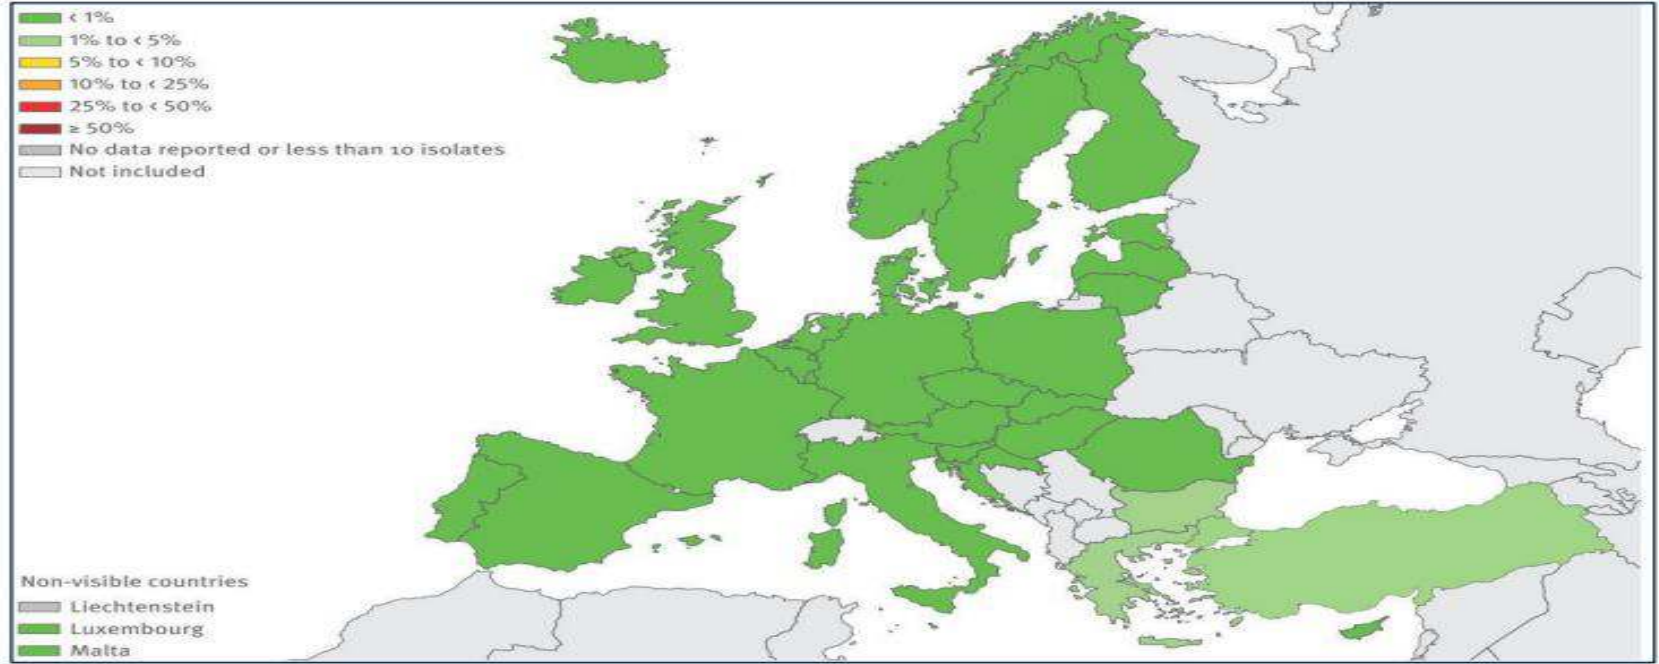 < 1%
1% to < 5%
5% to < 10%
10% to < 25%
25% to < 50%
≥ 50%
No data reported or less than 10 isolates
Not included
Non-visible countries
Liechtenstein
Luxembourg
Malta